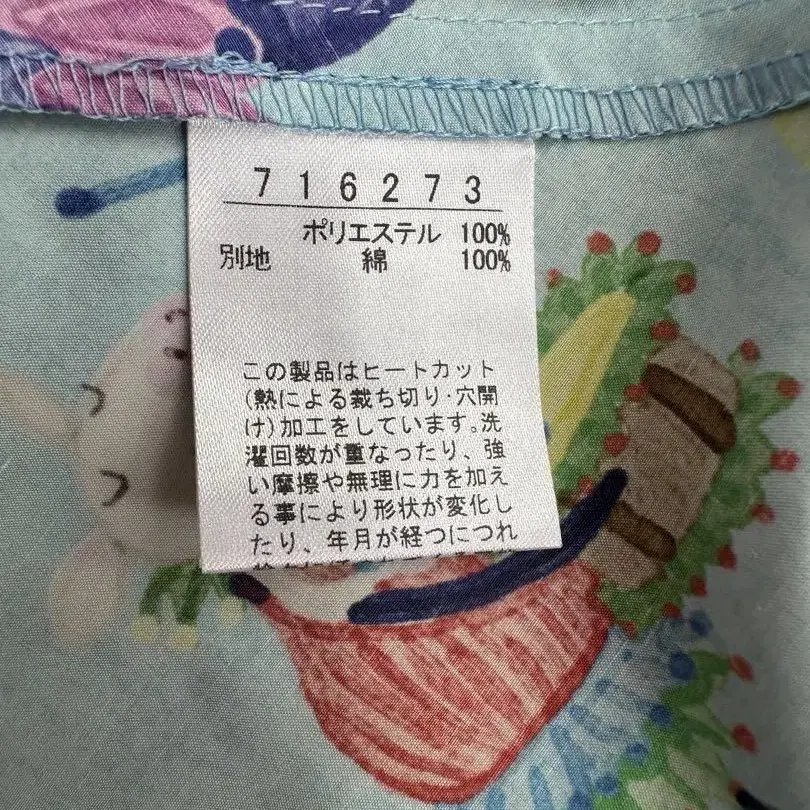 716273
ポリエステル 100%
別地 綿 100%
この製品はヒートカット
(熱による裁ち切り・穴開
け)加工をしています。洗
濯回数が重なったり、強
い摩擦や無理に力を加え
る事により形状が変化し
たり、年月が経つにつれ